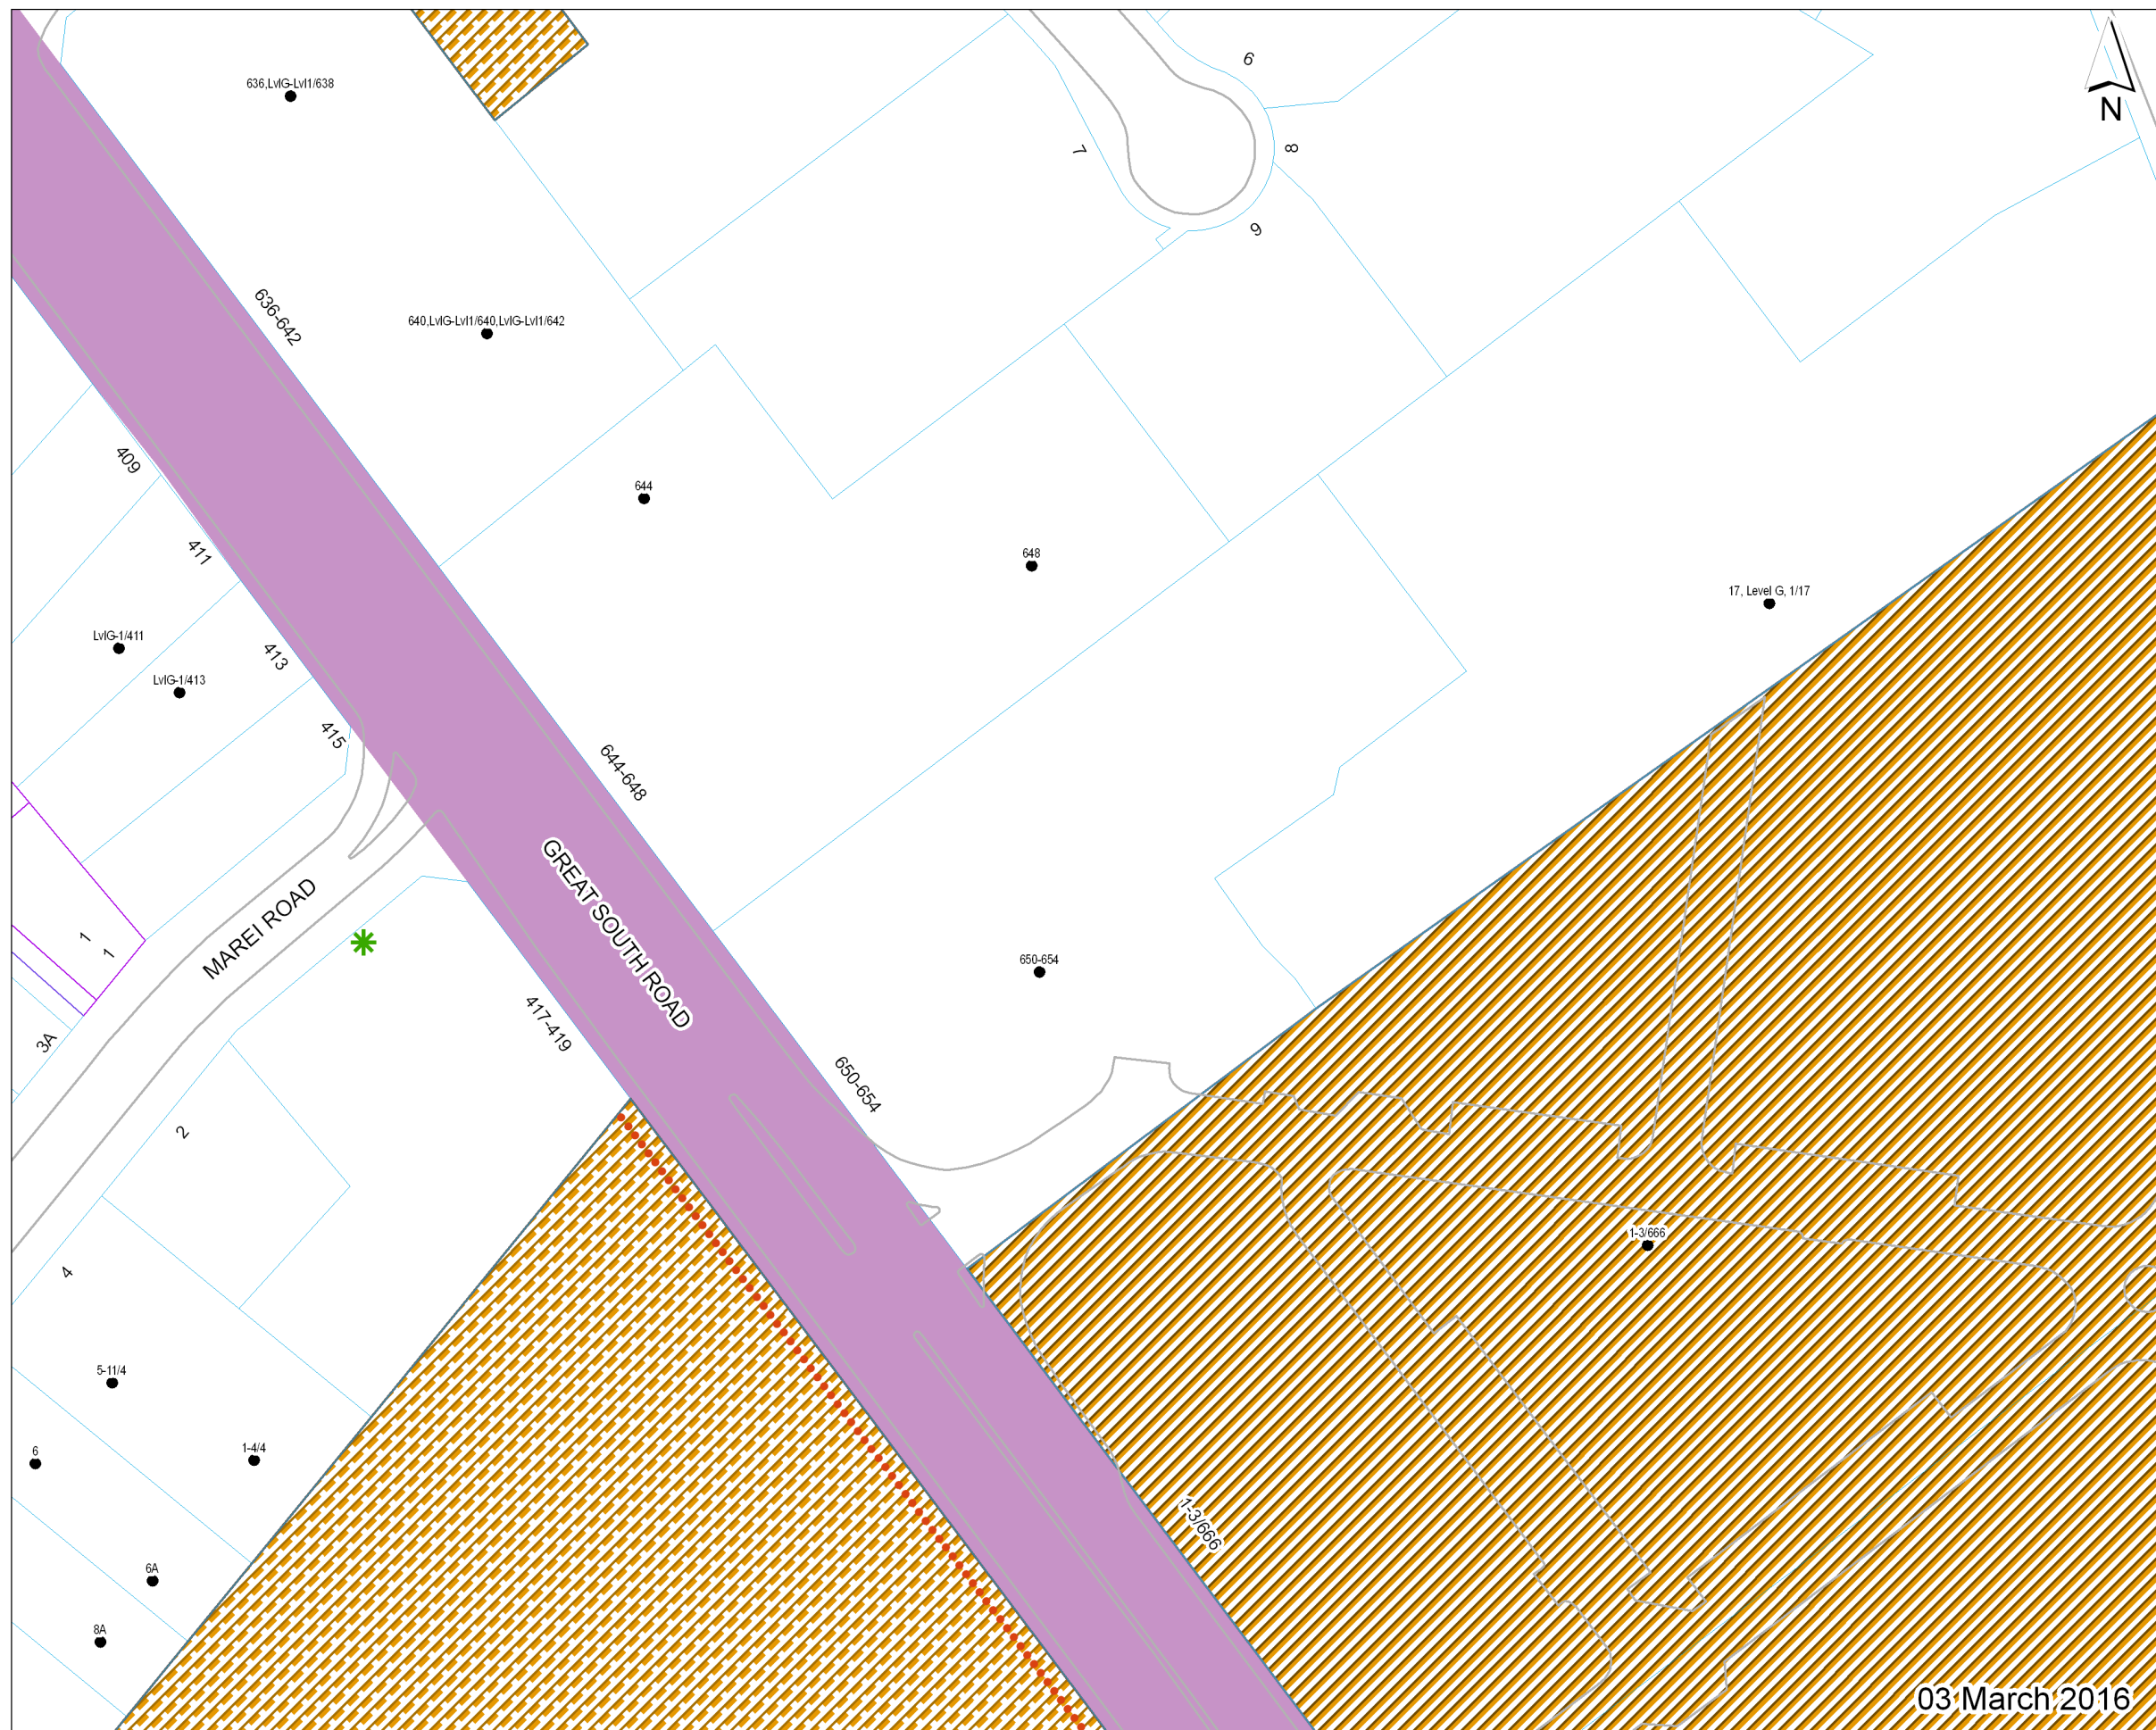 6
N
636,LvlG-Lvl1/638
7
8
9
636-642
640,LvlG-Lvl1/640,LvlG-Lvl1/642
409
644
411
648
17, Level G, 1/17
LvlG-1/411
413
LvlG-1/413
415
644-648
GREAT SOUTH ROAD
MAREI ROAD
1
1
650-654
417-419
3A
650-654
2
1-3/666
4
5-11/4
6
1-4/4
1-3/666
6A
8A
03 March 2016